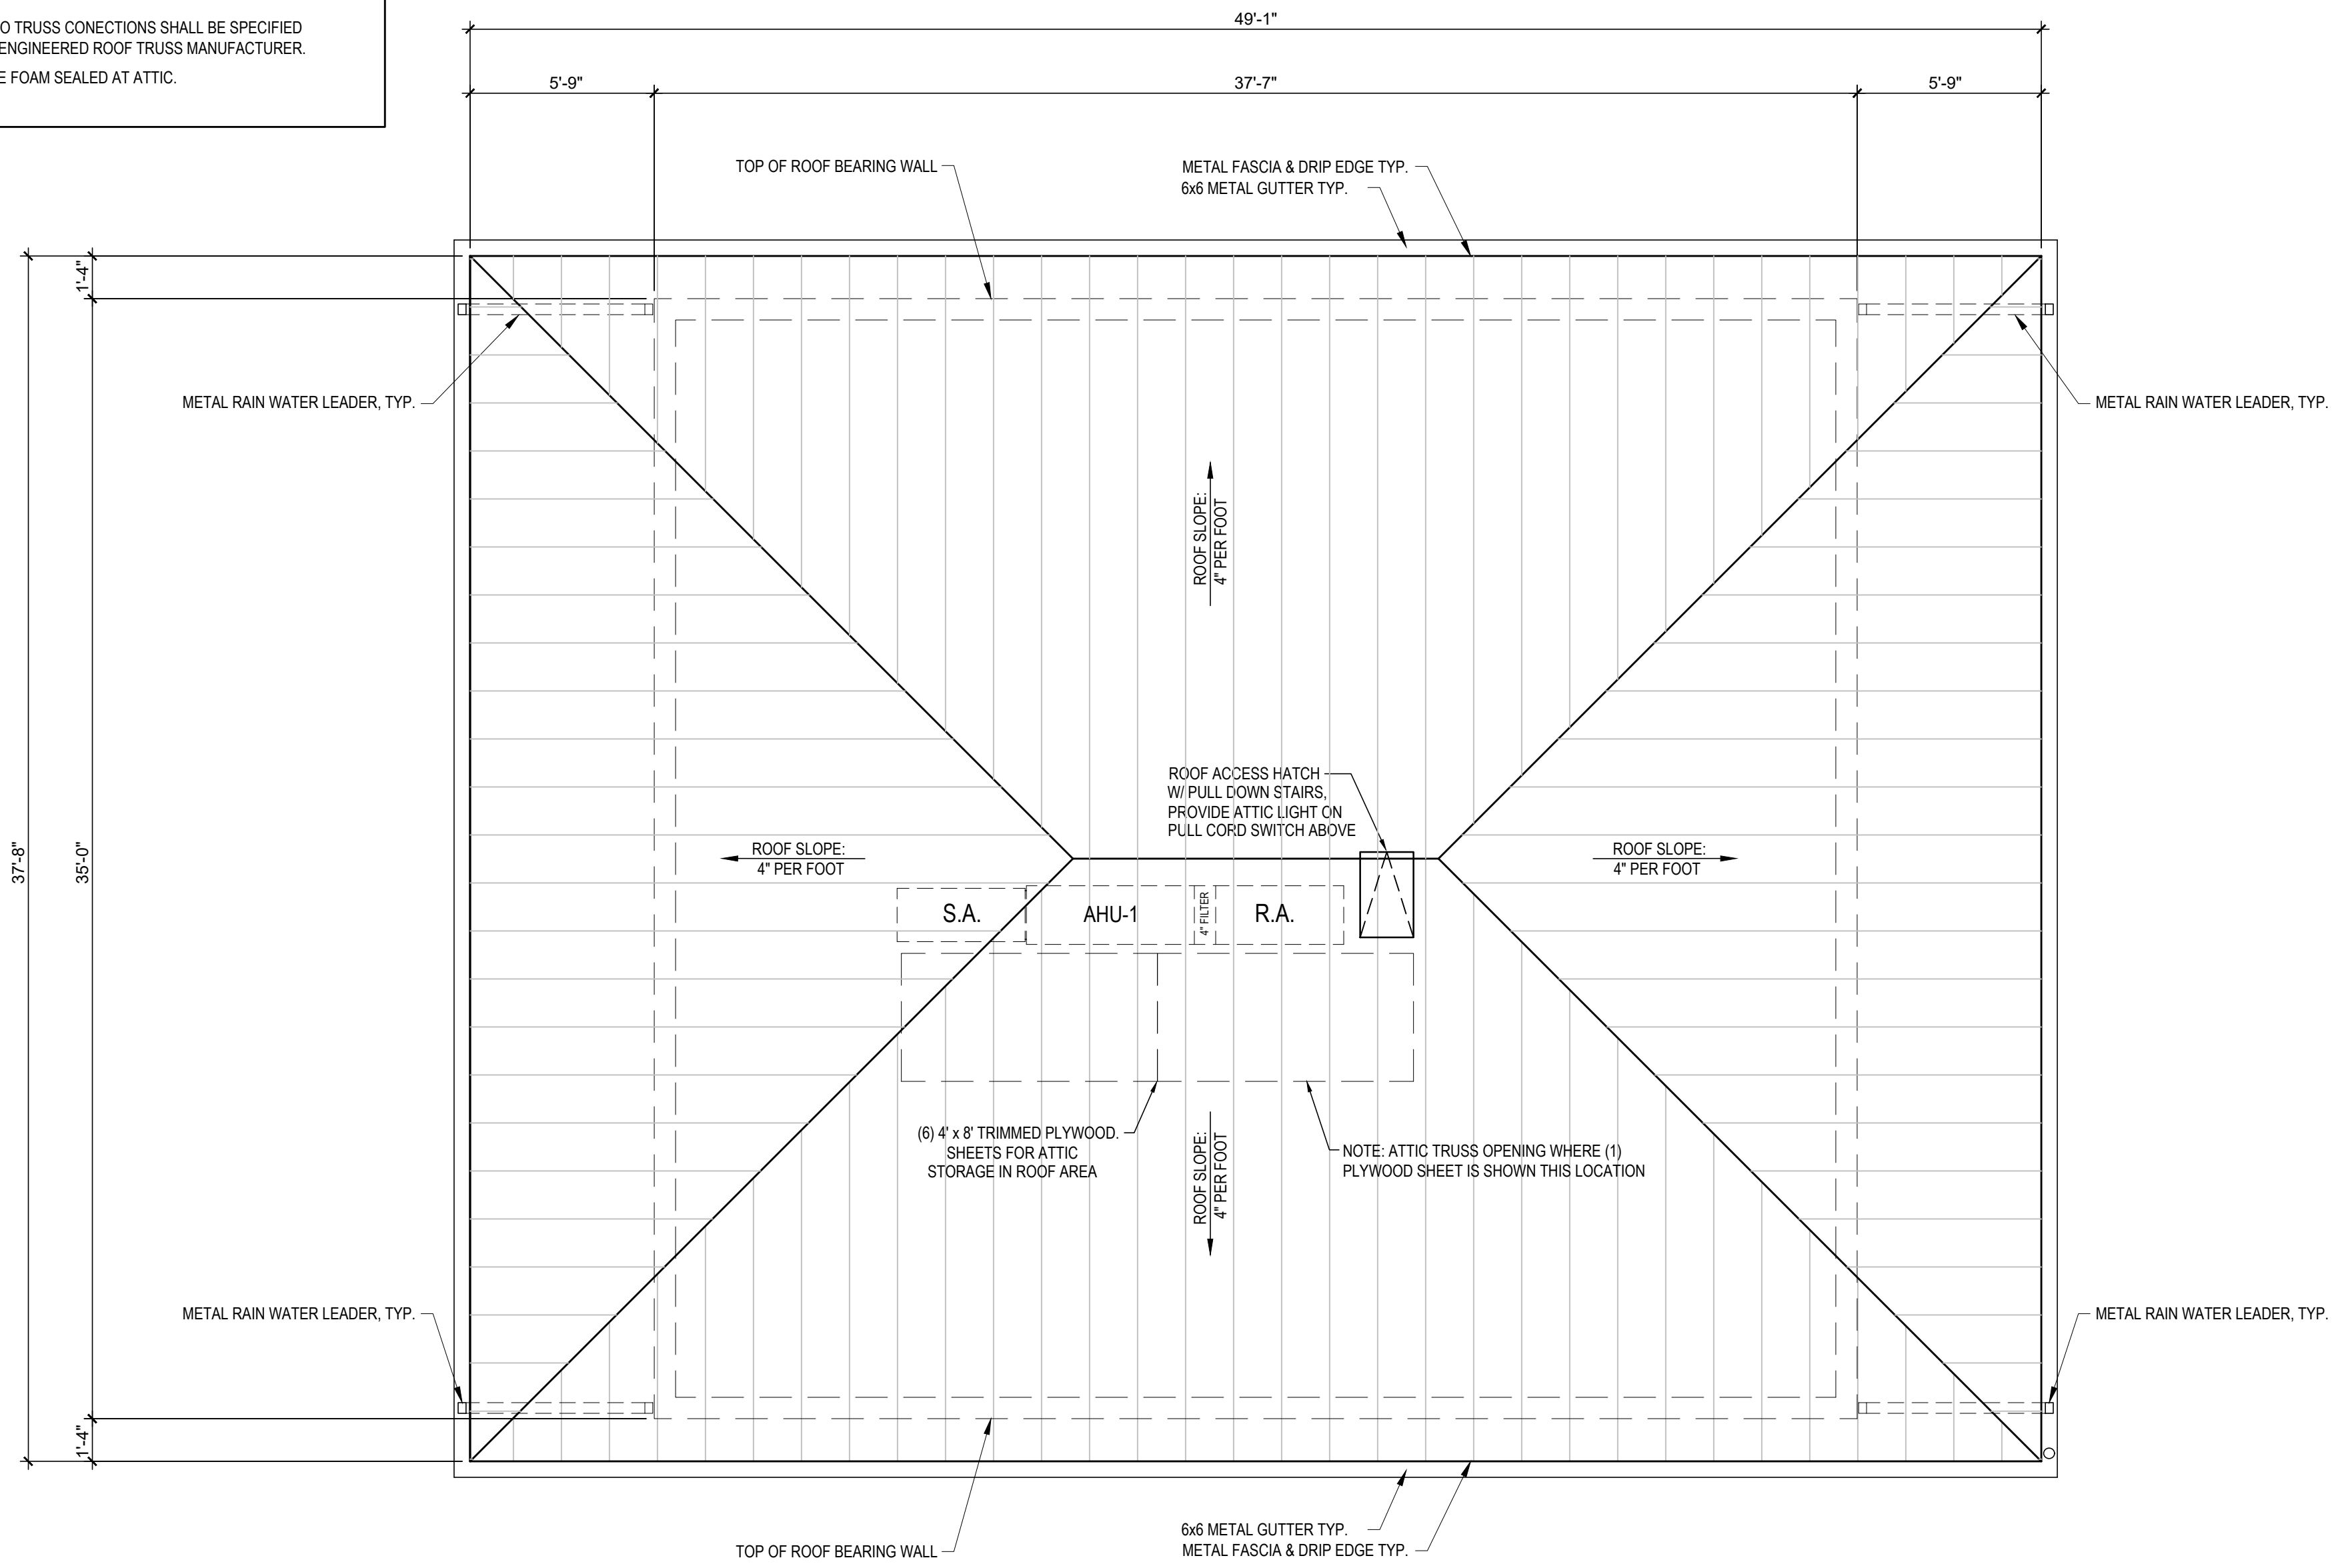 O TRUSS CONECTIONS SHALL BE SPECIFIED
ENGINEERED ROOF TRUSS MANUFACTURER.
E FOAM SEALED AT ATTIC.
49'-1"
5'-9"
37'-7"
5'-9"
TOP OF ROOF BEARING WALL
METAL FASCIA & DRIP EDGE TYP.
6x6 METAL GUTTER TYP.
1'-4"
METAL RAIN WATER LEADER, TYP.
METAL RAIN WATER LEADER, TYP.
ROOF SLOPE:
4" PER FOOT
ROOF ACCESS HATCH
W/ PULL DOWN STAIRS,
PROVIDE ATTIC LIGHT ON
PULL CORD SWITCH ABOVE
37'-8"
35'-0"
ROOF SLOPE:
4" PER FOOT
ROOF SLOPE:
4" PER FOOT
S.A.
AHU-1
4" FILTER
R.A.
(6) 4' x 8' TRIMMED PLYWOOD.
SHEETS FOR ATTIC
STORAGE IN ROOF AREA
ROOF SLOPE:
4" PER FOOT
NOTE: ATTIC TRUSS OPENING WHERE (1)
PLYWOOD SHEET IS SHOWN THIS LOCATION
METAL RAIN WATER LEADER, TYP.
METAL RAIN WATER LEADER, TYP.
1'-4"
6x6 METAL GUTTER TYP.
METAL FASCIA & DRIP EDGE TYP.
TOP OF ROOF BEARING WALL